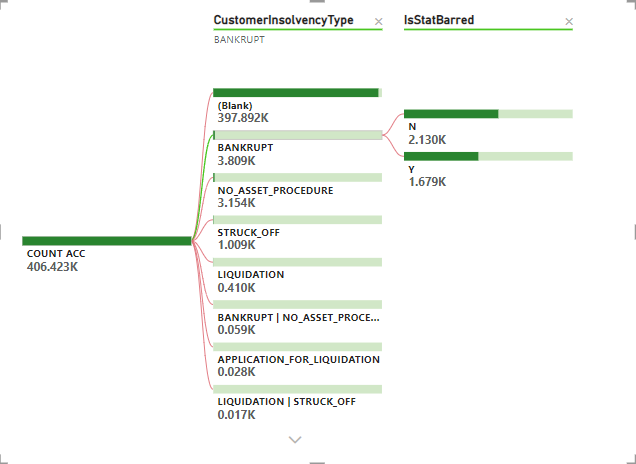 CustomerInsolvencyType ×
BANKRUPT
IsStatBarred ×
COUNT ACC
406.423K
(Blank)
397.892K
BANKRUPT
3.809K
NO_ASSET_PROCEDURE
3.154K
STRUCK_OFF
1.009K
LIQUIDATION
0.410K
BANKRUPT | NO_ASSET_PROCE...
0.059K
APPLICATION_FOR_LIQUIDATION
0.028K
LIQUIDATION | STRUCK_OFF
0.017K
N
2.130K
Y
1.679K